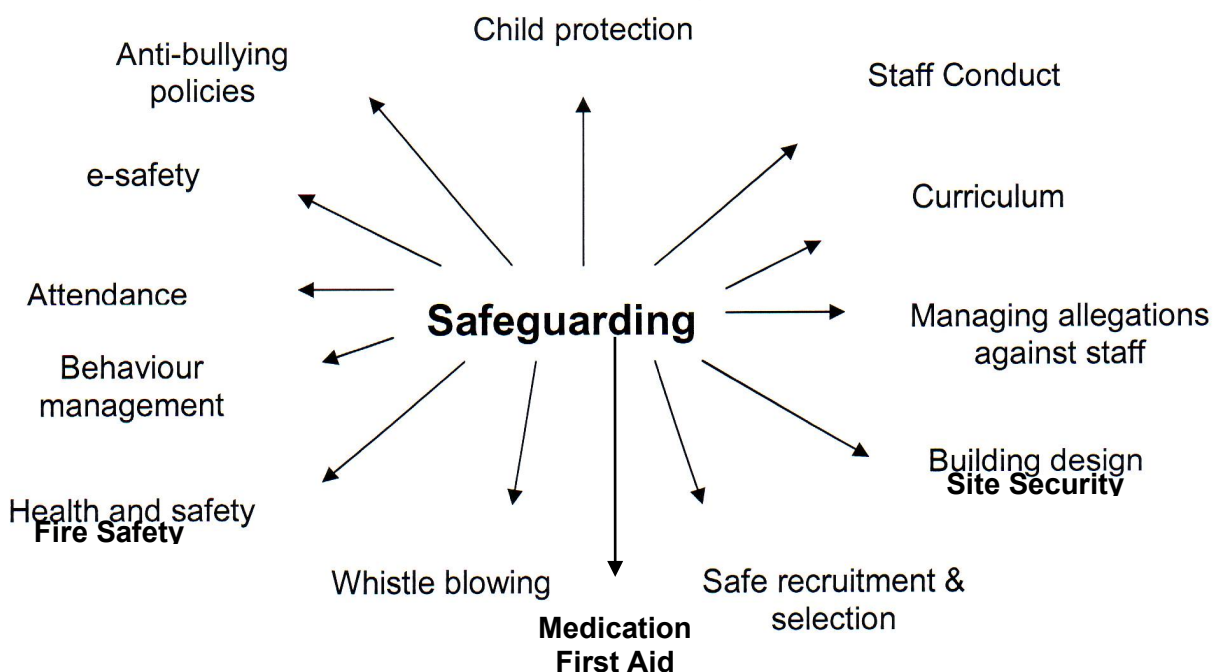 Child protection
Anti-bullying
policies
Staff Conduct
e-safety
Curriculum
Attendance
Safeguarding
Managing allegations
against staff
Behaviour
management
Building design
Site Security
Health and safety
Fire Safety
Whistle blowing
Safe recruitment &
selection
Medication
First Aid